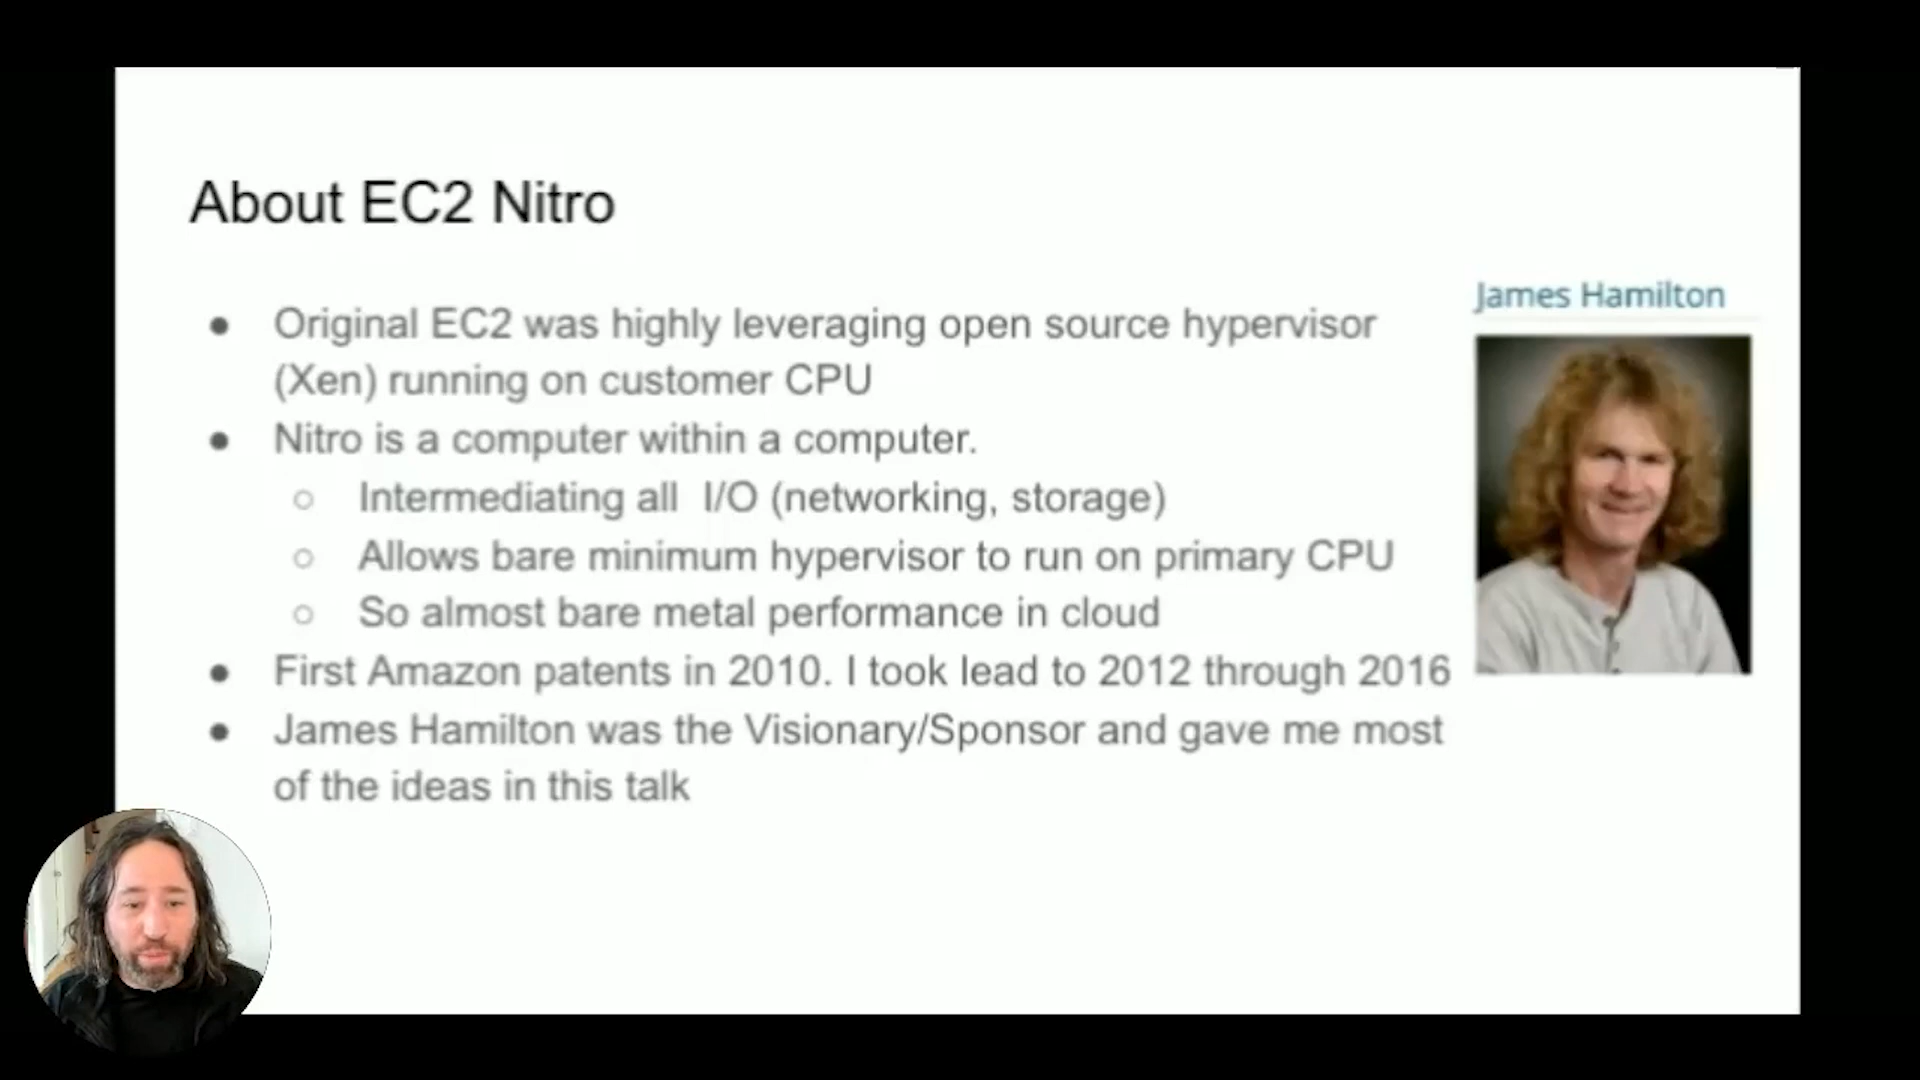 About EC2 Nitro
James Hamilton
● Original EC2 was highly leveraging open source hypervisor
(Xen) running on customer CPU
● Nitro is a computer within a computer.
○ Intermediating all I/O (networking, storage)
○ Allows bare minimum hypervisor to run on primary CPU
○ So almost bare metal performance in cloud
● First Amazon patents in 2010. I took lead to 2012 through 2016
● James Hamilton was the Visionary/Sponsor and gave me most
of the ideas in this talk